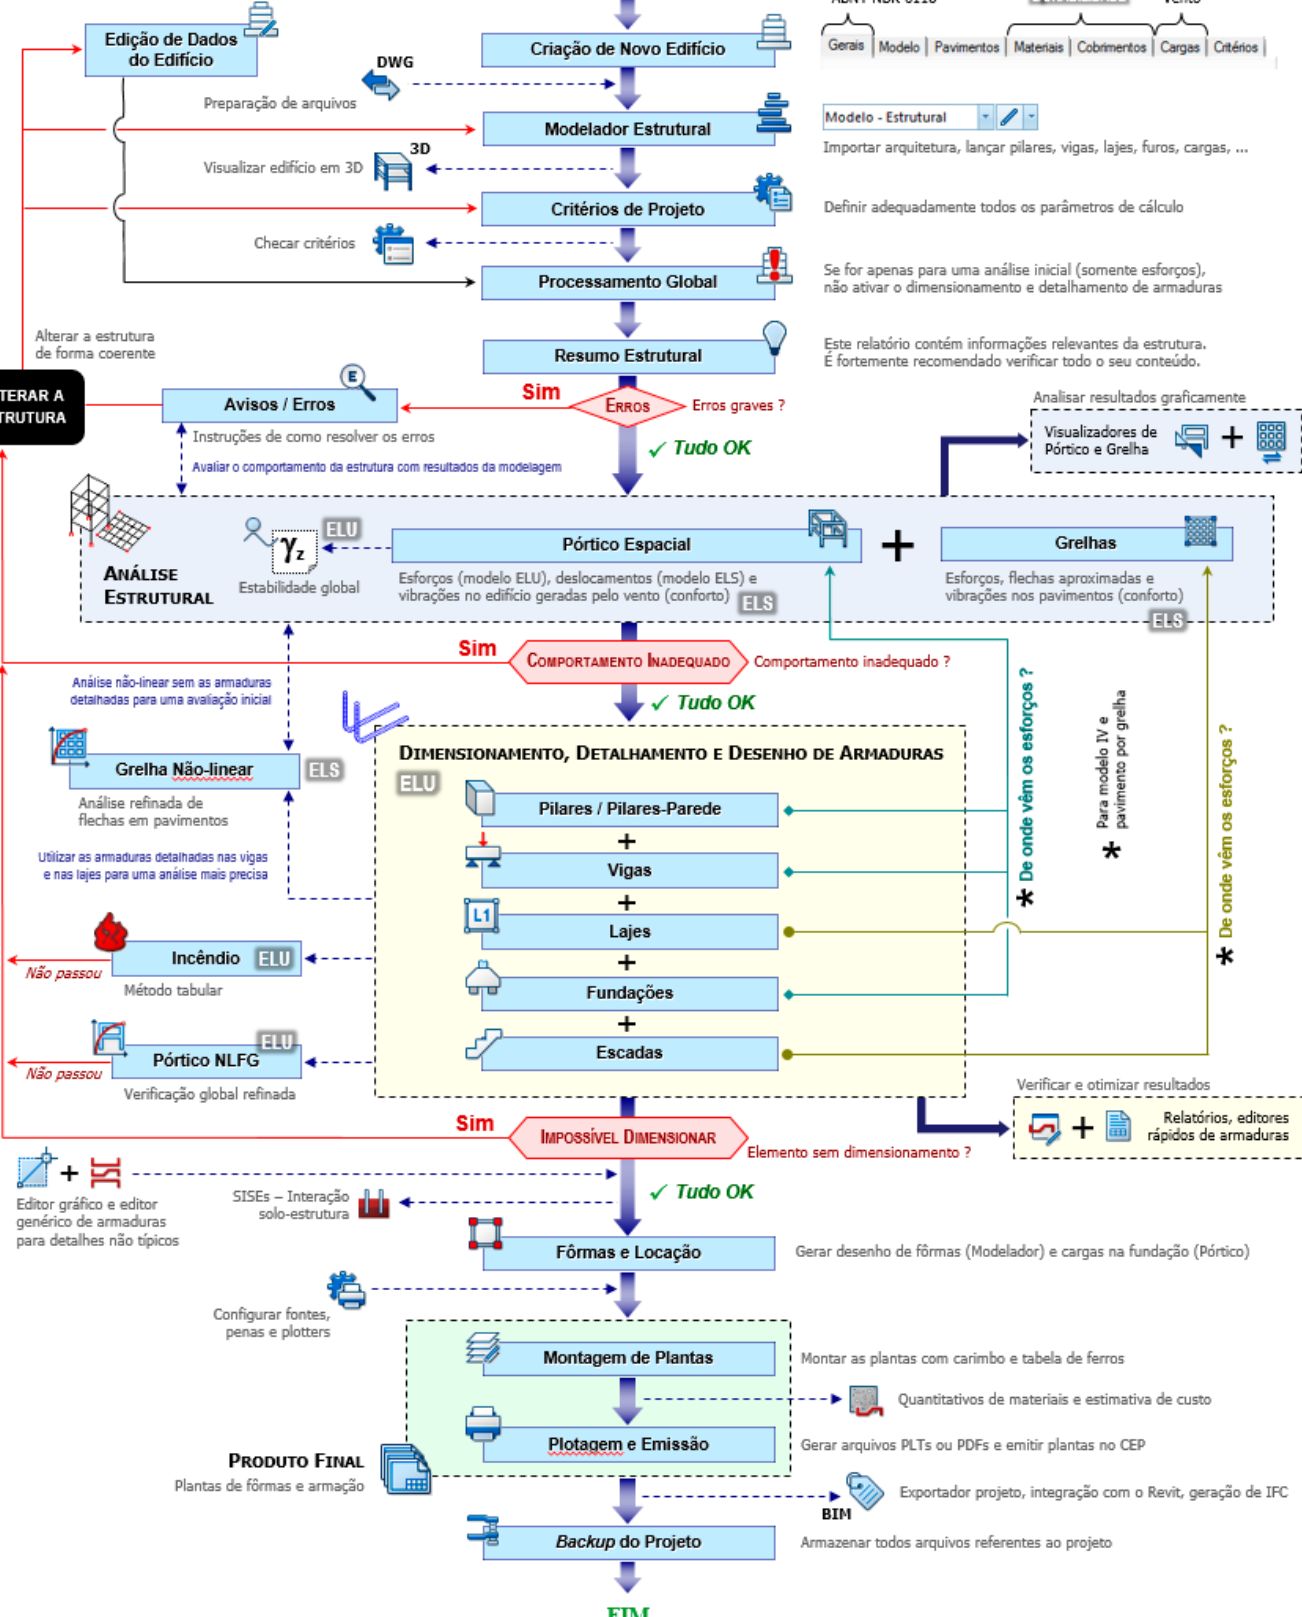 ABNT NBR 6118
Vento
Gerais
Modelo
Pavimentos
Materiais
Cobrimentos
Cargas
Critérios
Edição de Dados
do Edifício
Criação de Novo Edifício
DWG
Preparação de arquivos
Modelador Estrutural
Modelo - Estrutural
Importar arquitetura, lançar pilares, vigas, lajes, furos, cargas, ...
3D
Visualizar edifício em 3D
Critérios de Projeto
Definir adequadamente todos os parâmetros de cálculo
Checar critérios
Processamento Global
Se for apenas para uma análise inicial (somente esforços),
não ativar o dimensionamento e detalhamento de armaduras
Alterar a estrutura
de forma coerente
Resumo Estrutural
Este relatório contém informações relevantes da estrutura.
É fortemente recomendado verificar todo o seu conteúdo.
TERAR A
TRUTURA
E
Avisos / Erros
Sim
ERROS
Erros graves ?
Instruções de como resolver os erros
Avaliar o comportamento da estrutura com resultados da modelagem
✓ Tudo OK
Analisar resultados graficamente
Visualizadores de
Pórtico e Grelha
+
ANÁLISE
ESTRUTURAL
γz
ELU
Estabilidade global
Pórtico Espacial
+
Grelhas
Esforços (modelo ELU), deslocamentos (modelo ELS) e
vibrações no edifício geradas pelo vento (conforto)
ELS
Esforços, flechas aproximadas e
vibrações nos pavimentos (conforto)
ELS
Sim
COMPORTAMENTO INADEQUADO
Comportamento inadequado ?
✓ Tudo OK
Análise não-linear sem as armaduras
detalhadas para uma avaliação inicial
Grelha Não-linear
ELS
Análise refinada de
flechas em pavimentos
Utilizar as armaduras detalhadas nas vigas
e nas lajes para uma análise mais precisa
DIMENSIONAMENTO, DETALHAMENTO E DESENHO DE ARMADURAS
ELU
Pilares / Pilares-Parede
+
Vigas
+
L1
Lajes
+
Fundações
+
Escadas
* De onde vêm os esforços ?
* Para modelo IV e
pavimento por grelha
* De onde vêm os esforços ?
Incêndio
ELU
Não passou
Método tabular
Pórtico NLFG
ELU
Não passou
Verificação global refinada
Sim
IMPOSSÍVEL DIMENSIONAR
Elemento sem dimensionamento ?
Verificar e otimizar resultados
+
Relatórios, editores
rápidos de armaduras
✓ Tudo OK
+
Editor gráfico e editor
genérico de armaduras
para detalhes não típicos
SISEs – Interação
solo-estrutura
Fôrmas e Locação
Gerar desenho de fôrmas (Modelador) e cargas na fundação (Pórtico)
Configurar fontes,
penas e plotters
Montagem de Plantas
Montar as plantas com carimbo e tabela de ferros
Quantitativos de materiais e estimativa de custo
Plotagem e Emissão
Gerar arquivos PLTs ou PDFs e emitir plantas no CEP
PRODUTO FINAL
Plantas de fôrmas e armação
BIM
Exportador projeto, integração com o Revit, geração de IFC
Backup do Projeto
Armazenar todos arquivos referentes ao projeto
FIM